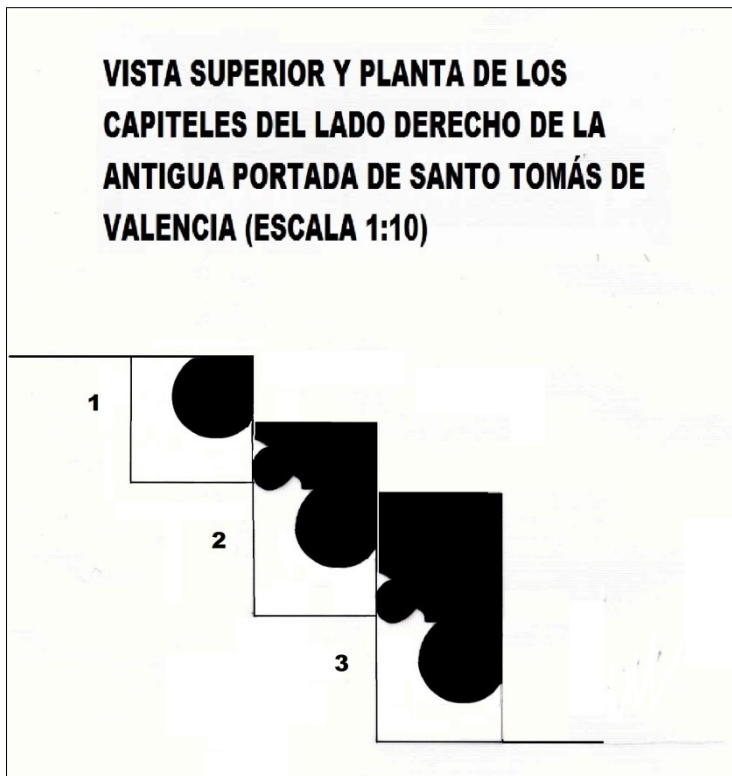 VISTA SUPERIOR Y PLANTA DE LOS
CAPITELES DEL LADO DERECHO DE LA
ANTIGUA PORTADA DE SANTO TOMÁS DE
VALENCIA (ESCALA 1:10)
1
2
3